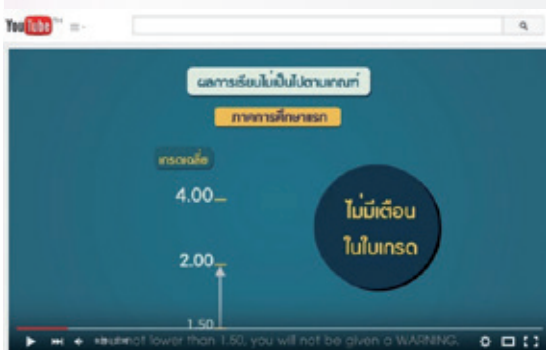 YouTube TH
ผลการเรียนไม่เป็นไปตามเกณฑ์
ภาคการศึกษาแรก
เกรดเฉลี่ย
4.00
ไม่มีเตือน
ในใบเกรด
2.00
1.50
not lower than 1.50, you will not be given a WARNING.